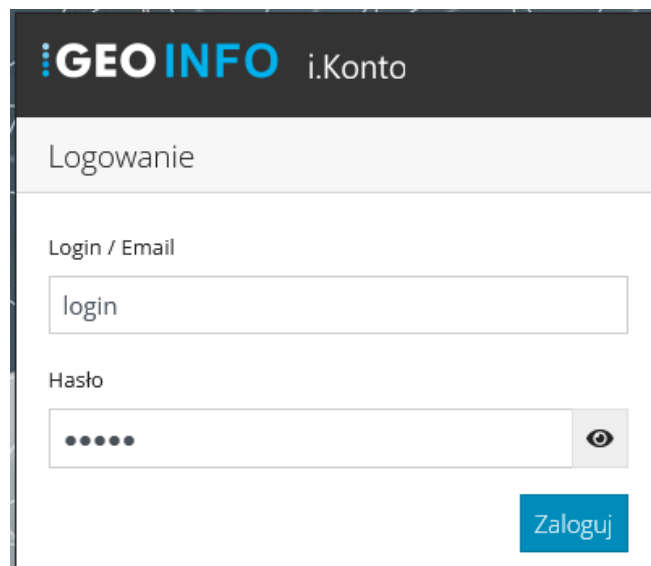 GEOINFO i.Konto
Logowanie
Login / Email
login
Hasło
•••••
Zaloguj